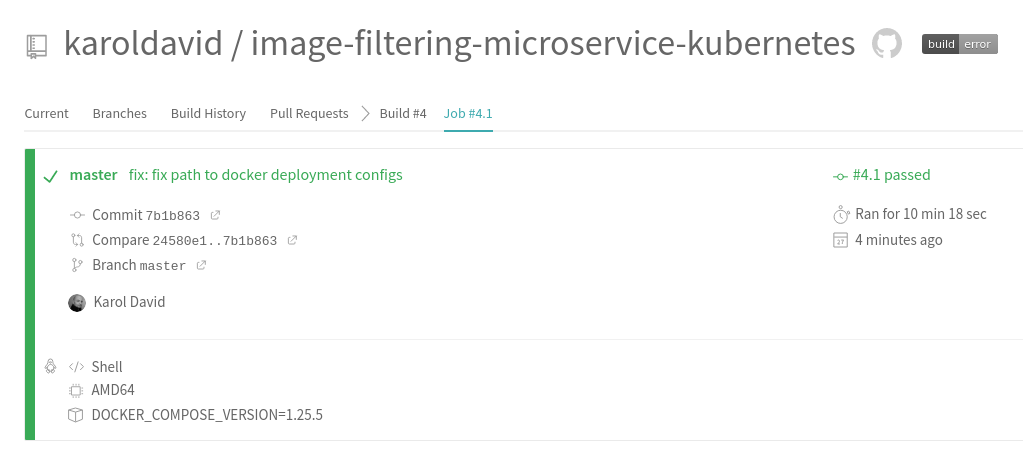 karoldavid / image-filtering-microservice-kubernetes build error
Current Branches Build History Pull Requests Build #4 Job #4.1
master fix: fix path to docker deployment configs #4.1 passed
Commit 7b1b863 Ran for 10 min 18 sec
Compare 24580e1..7b1b863 27 4 minutes ago
Branch master
Karol David
</> Shell
AMD64
DOCKER_COMPOSE_VERSION=1.25.5